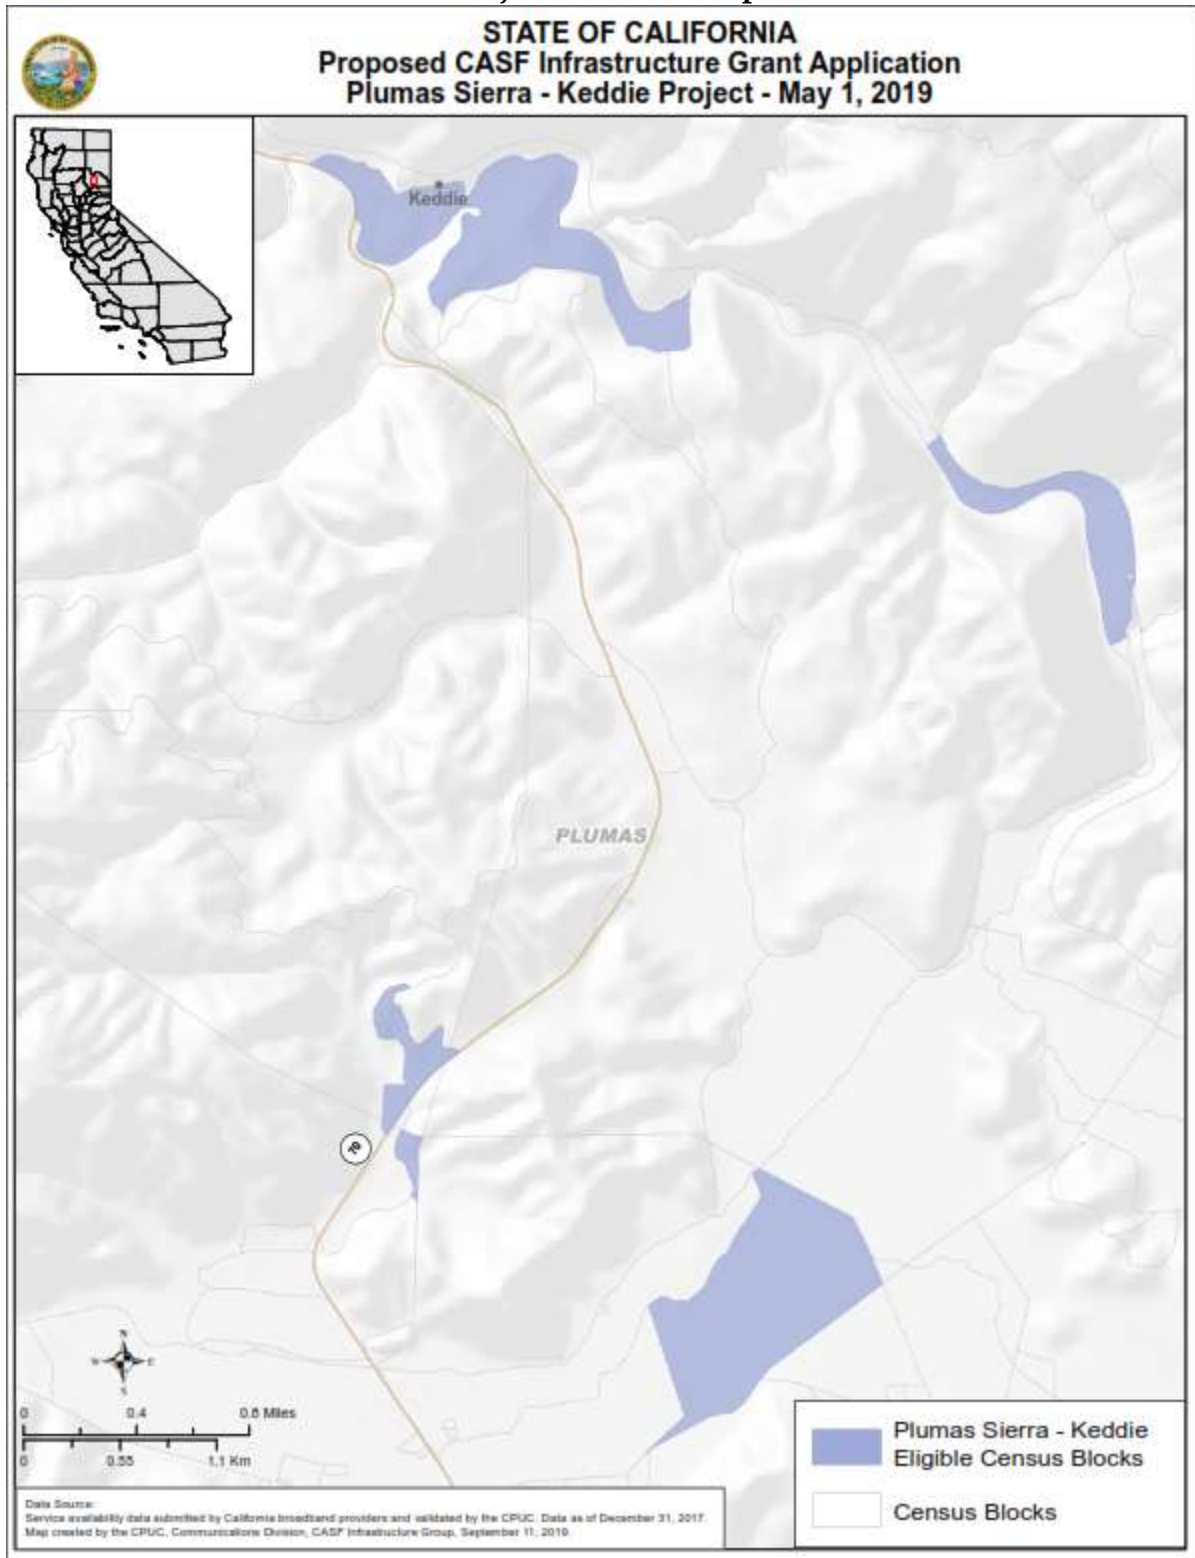 STATE OF CALIFORNIA
Proposed CASF Infrastructure Grant Application
Plumas Sierra - Keddie Project - May 1, 2019
Keddie
PLUMAS
70
N
W E
S
0 0.4 0.8 Miles
0 0.55 1.1 Km
Plumas Sierra - Keddie
Eligible Census Blocks
Census Blocks
Data Source:
Service availability data submitted by California broadband providers and validated by the CPUC. Data as of December 31, 2017.
Map created by the CPUC, Communications Division, CASF Infrastructure Group, September 11, 2019.